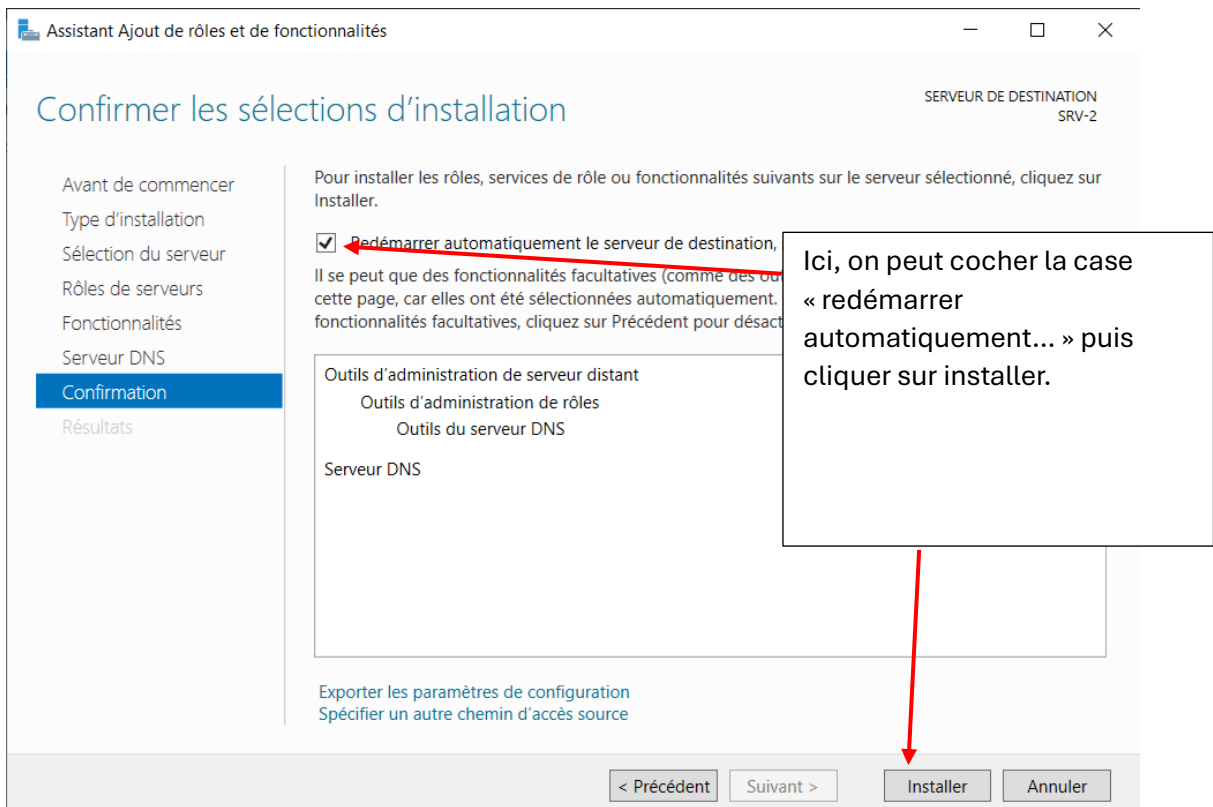 Assistant Ajout de rôles et de fonctionnalités
Confirmer les sélections d'installation
SERVEUR DE DESTINATION
SRV-2
Avant de commencer
Type d'installation
Sélection du serveur
Rôles de serveurs
Fonctionnalités
Serveur DNS
Confirmation
Résultats
Pour installer les rôles, services de rôle ou fonctionnalités suivants sur le serveur sélectionné, cliquez sur
Installer.
Redémarrer automatiquement le serveur de destination,
Il se peut que des fonctionnalités facultatives (comme des
cette page, car elles ont été sélectionnées automatiquement.
fonctionnalités facultatives, cliquez sur Précédent pour
Outils d'administration de serveur distant
Outils d'administration de rôles
Outils du serveur DNS
Serveur DNS
Ici, on peut cocher la case
« redémarrer
automatiquement… » puis
cliquer sur installer.
Exporter les paramètres de configuration
Spécifier un autre chemin d'accès source
< Précédent
Suivant >
Installer
Annuler